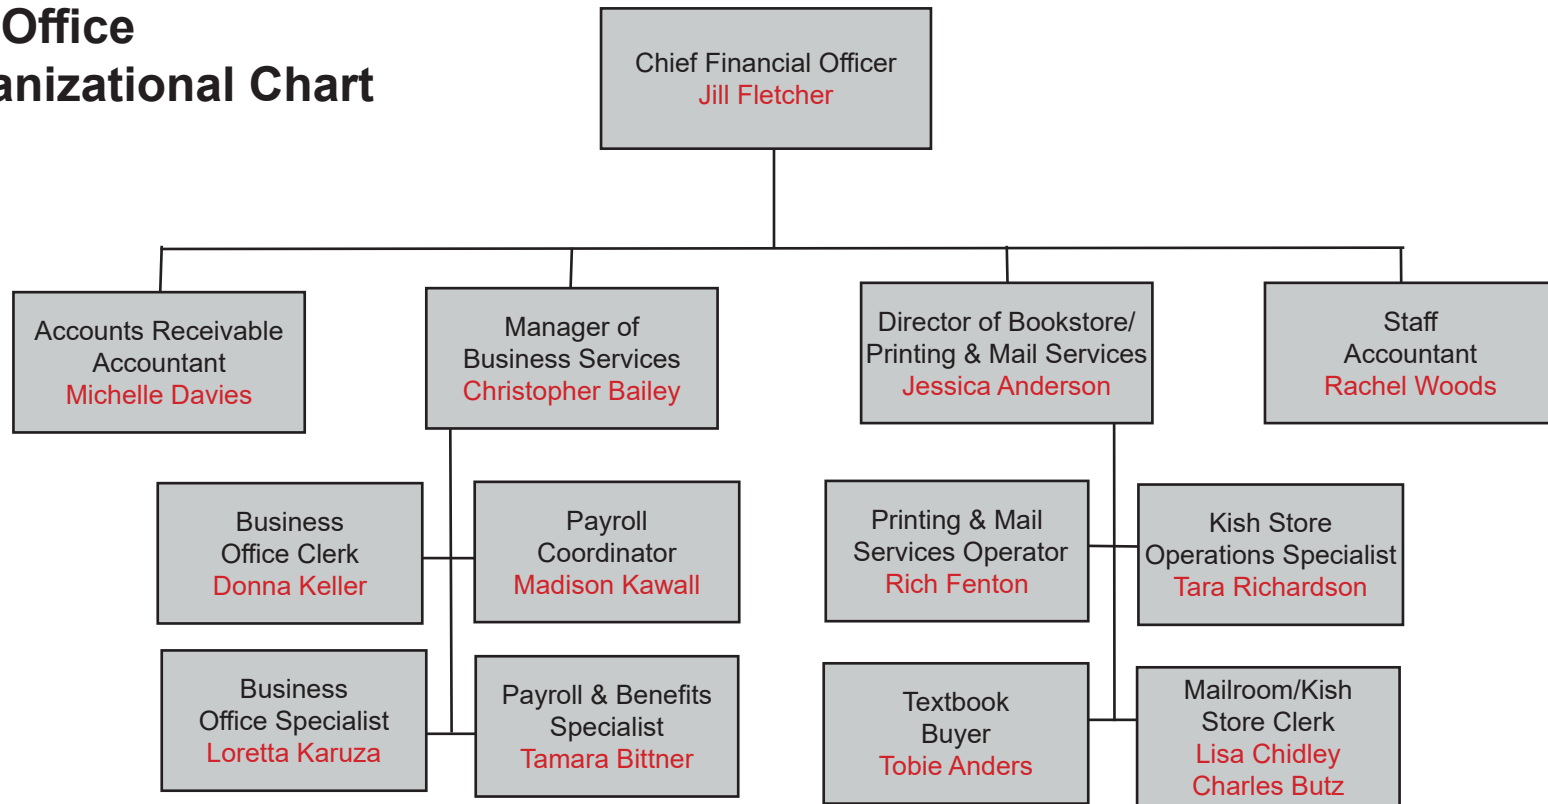 Office
anizational Chart
Chief Financial Officer
Jill Fletcher
Accounts Receivable
Accountant
Michelle Davies
Manager of
Business Services
Christopher Bailey
Director of Bookstore/
Printing & Mail Services
Jessica Anderson
Staff
Accountant
Rachel Woods
Business
Office Clerk
Donna Keller
Payroll
Coordinator
Madison Kawall
Printing & Mail
Services Operator
Rich Fenton
Kish Store
Operations Specialist
Tara Richardson
Business
Office Specialist
Loretta Karuza
Payroll & Benefits
Specialist
Tamara Bittner
Textbook
Buyer
Tobie Anders
Mailroom/Kish
Store Clerk
Lisa Chidley
Charles Butz